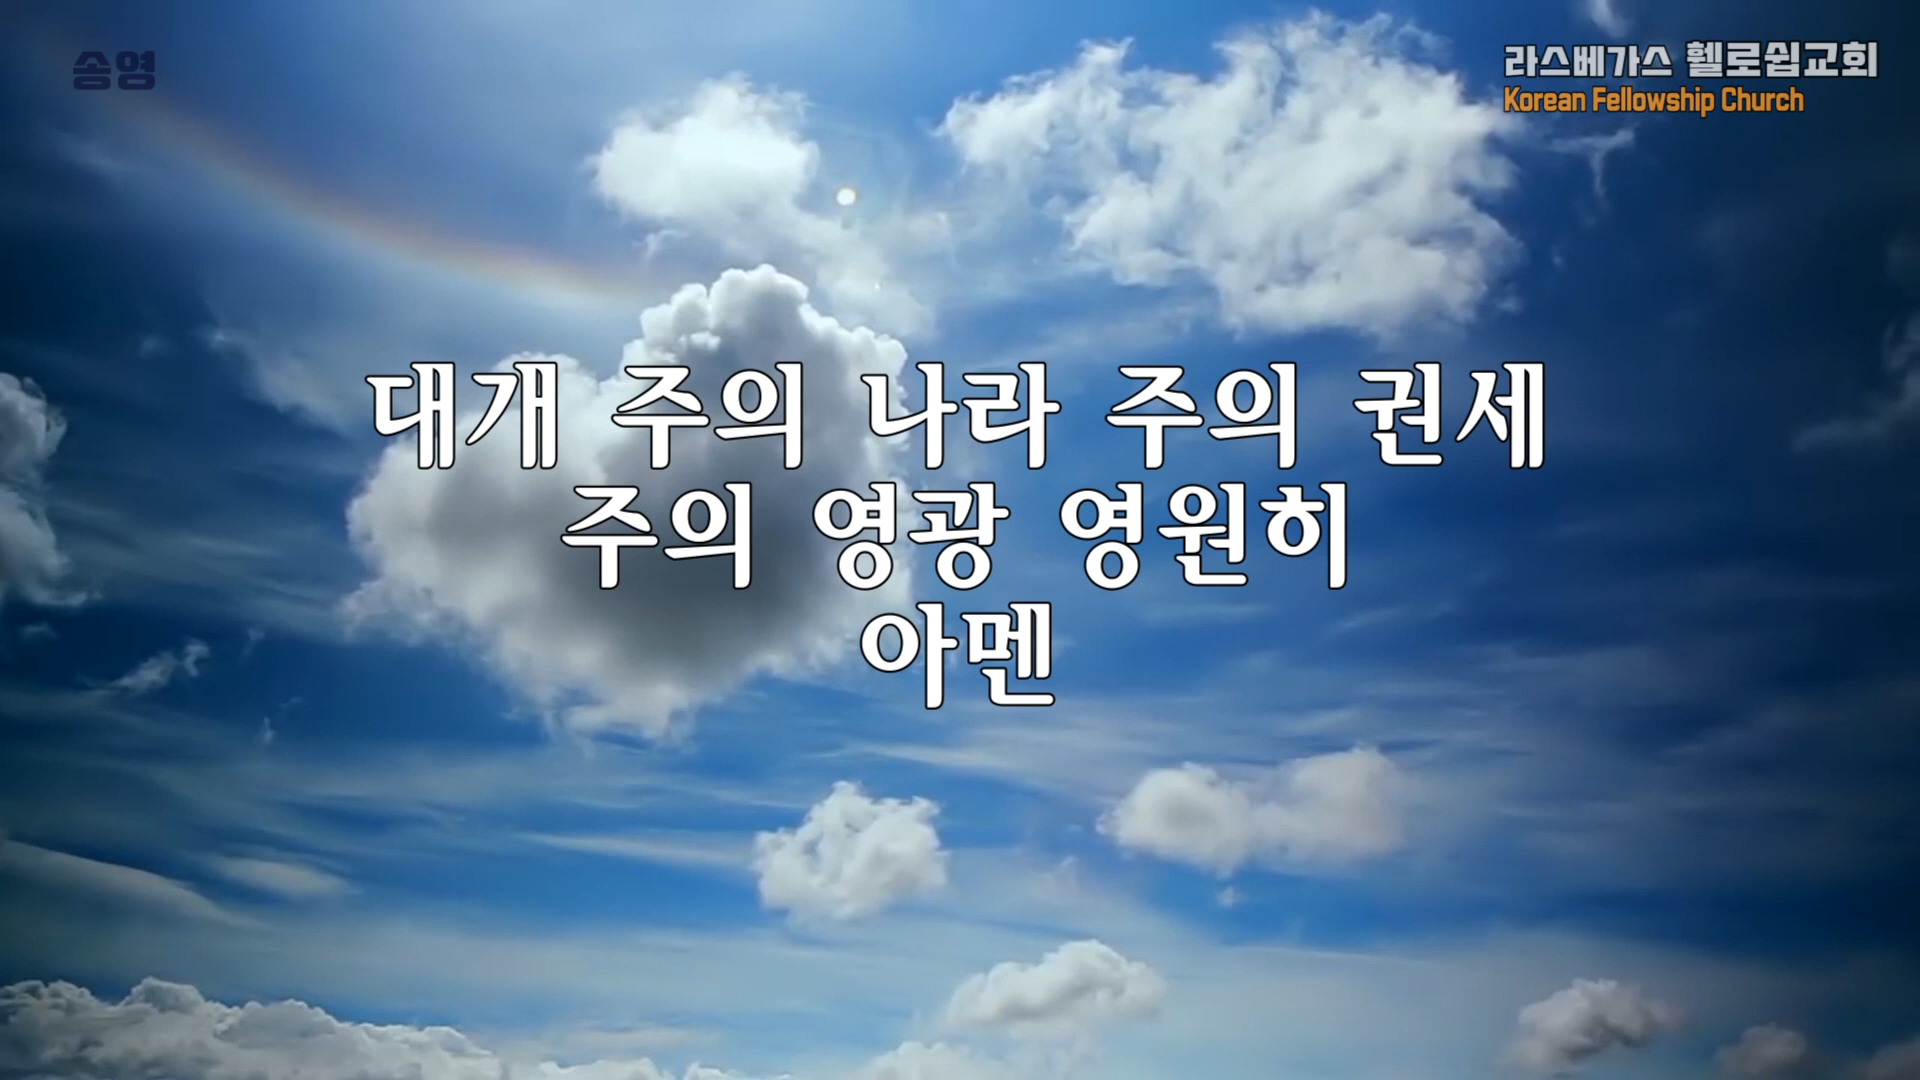 송영
라스베가스 휄로쉽교회
Korean Fellowship Church
대개 주의 나라 주의 권세
주의 영광 영원히
아멘